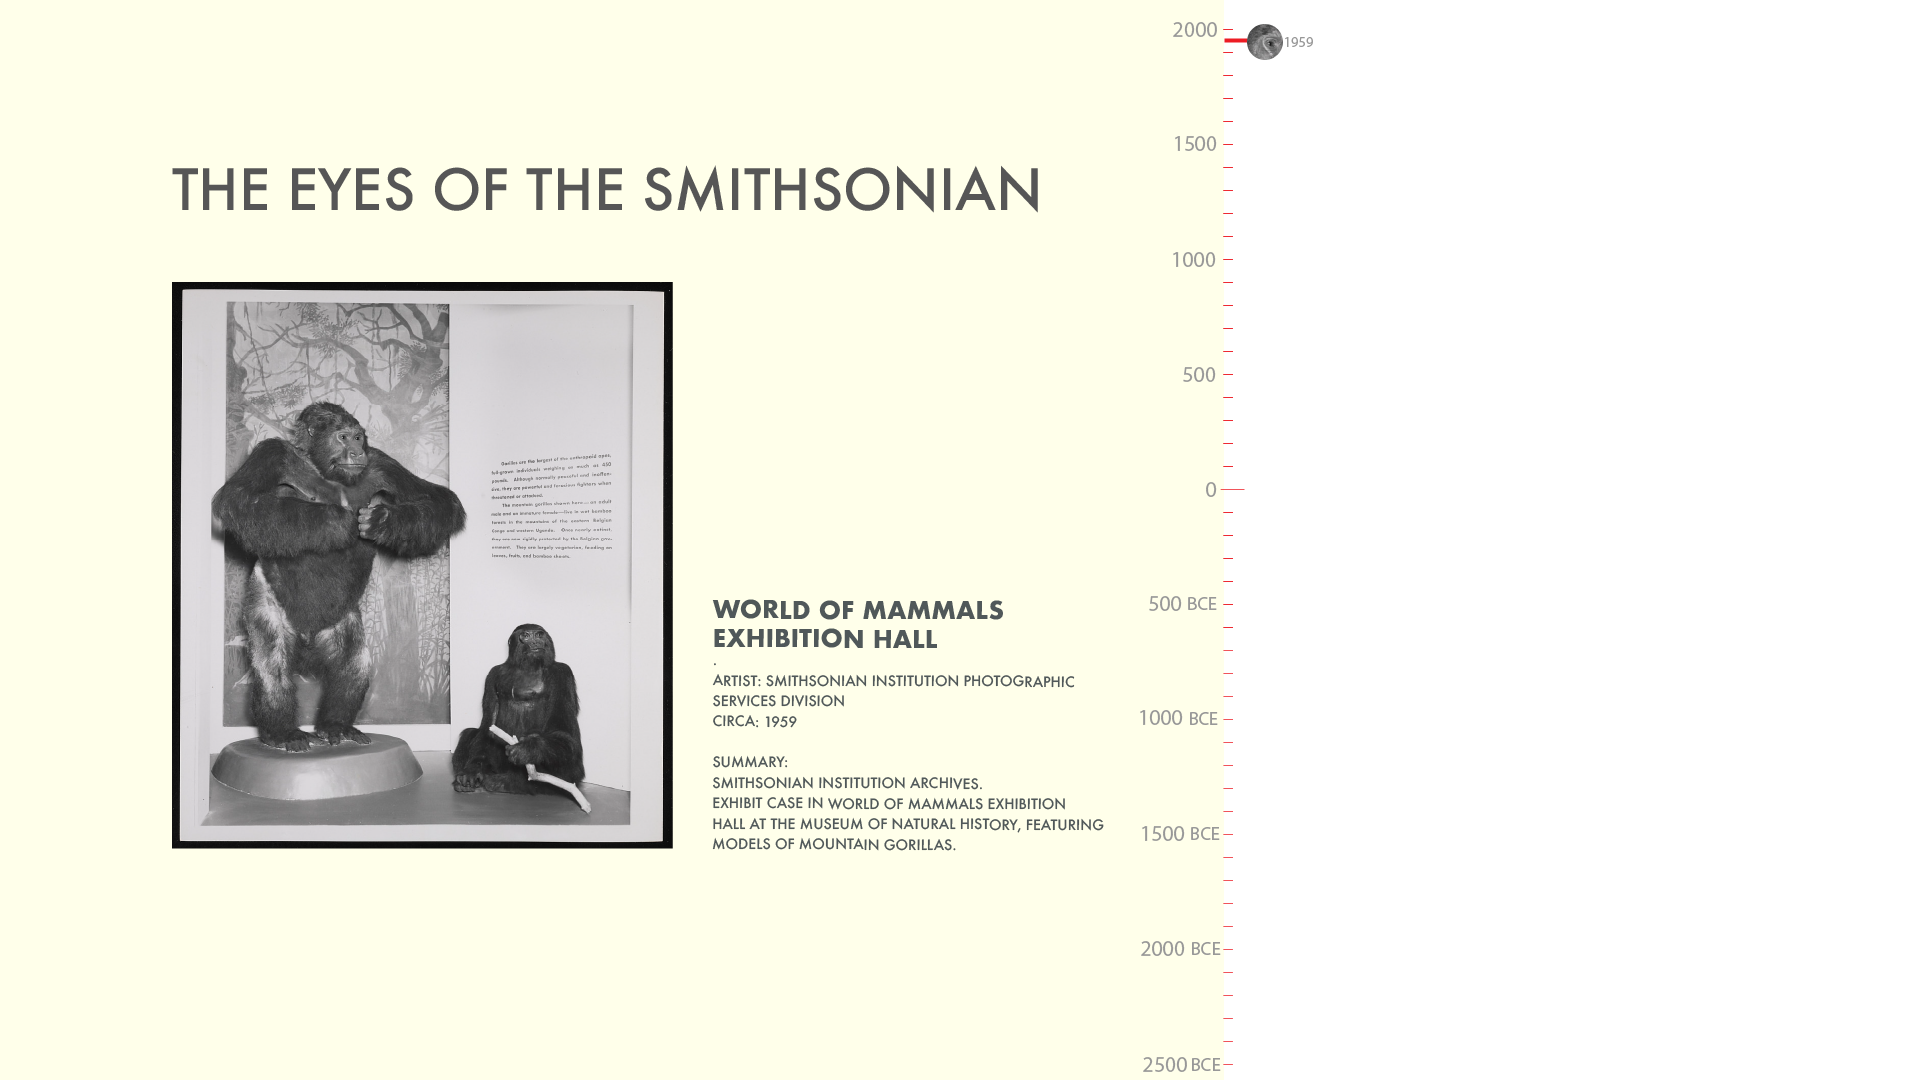 THE EYES OF THE SMITHSONIAN
Gorillas are the largest of the anthropoid apes,
full-grown individuals weighing as much as 450
pounds. Although normally peaceful and inoffen-
sive, they are powerful and ferocious fighters when
threatened or attacked.
The mountain gorillas shown here—an adult
male and an immature female—live in wet bamboo
forests in the mountains of the eastern Belgian
Congo and western Uganda. Once nearly extinct,
they are now rigidly protected by the Belgian gov-
ernment. They are largely vegetarian, feeding on
leaves, fruits, and bamboo shoots.
WORLD OF MAMMALS
EXHIBITION HALL
.
ARTIST: SMITHSONIAN INSTITUTION PHOTOGRAPHIC
SERVICES DIVISION
CIRCA: 1959
SUMMARY:
SMITHSONIAN INSTITUTION ARCHIVES.
EXHIBIT CASE IN WORLD OF MAMMALS EXHIBITION
HALL AT THE MUSEUM OF NATURAL HISTORY, FEATURING
MODELS OF MOUNTAIN GORILLAS.
2000
1959
1500
1000
500
0
500 BCE
1000 BCE
1500 BCE
2000 BCE
2500 BCE